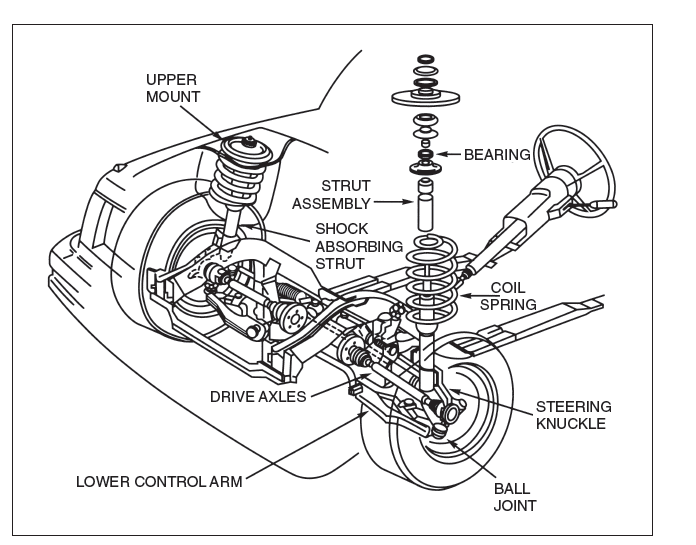 UPPER
MOUNT
BEARING
STRUT
ASSEMBLY
SHOCK
ABSORBING
STRUT
COIL
SPRING
DRIVE AXLES
STEERING
KNUCKLE
LOWER CONTROL ARM
BALL
JOINT